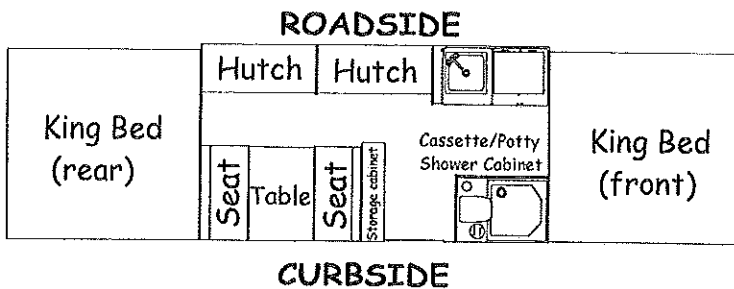 ROADSIDE
Hutch
Hutch
King Bed
(rear)
Cassette/Potty
Shower Cabinet
King Bed
(front)
Seat
Table
Seat
Storage cabinet
CURBSIDE